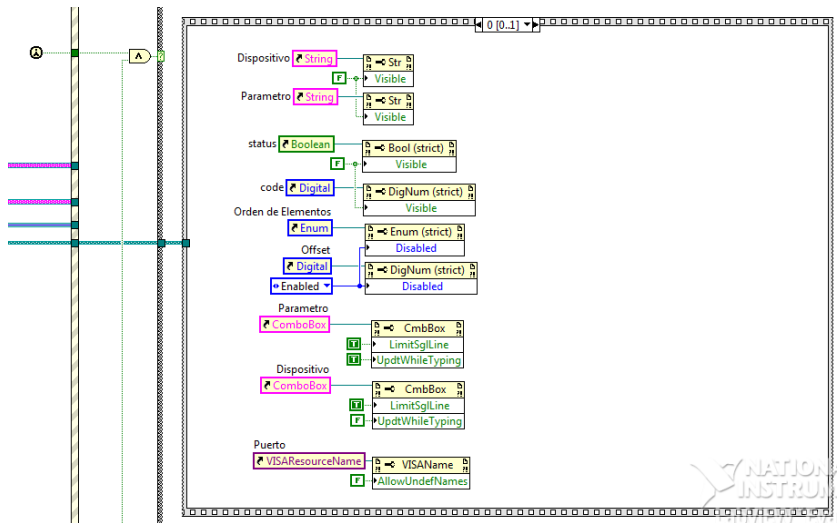 0 [0..1]
Dispositivo String Str
F Visible
Parametro String Str
Visible
status Boolean Bool (strict)
F Visible
code Digital DigNum (strict)
Visible
Orden de Elementos
Enum Enum (strict)
Disabled
Offset
Digital DigNum (strict)
Enabled Disabled
Parametro
ComboBox CmbBox
T LimitSglLine
T UpdtWhileTyping
Dispositivo
ComboBox CmbBox
T LimitSglLine
F UpdtWhileTyping
Puerto
VISAResourceName VISAName
F AllowUndefNames
NATION
INSTRUM